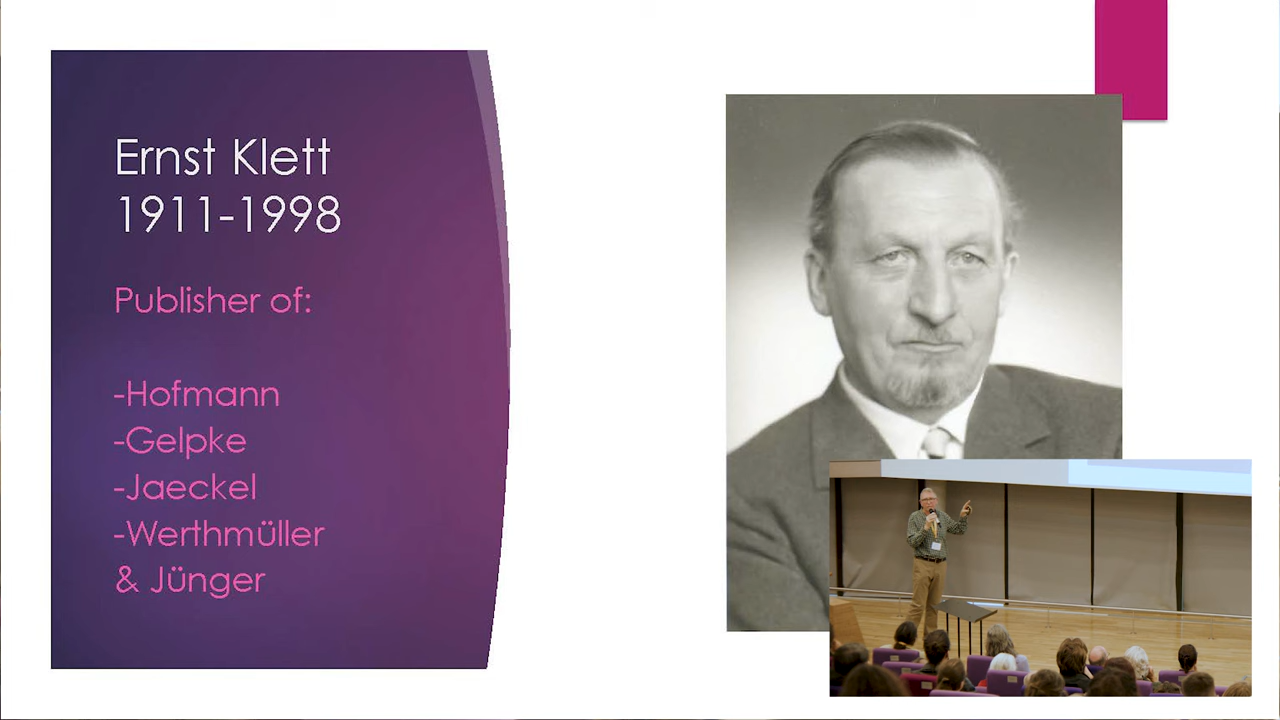 Ernst Klett
1911-1998
Publisher of:
-Hofmann
-Gelpke
-Jaeckel
-Werthmüller
& Jünger